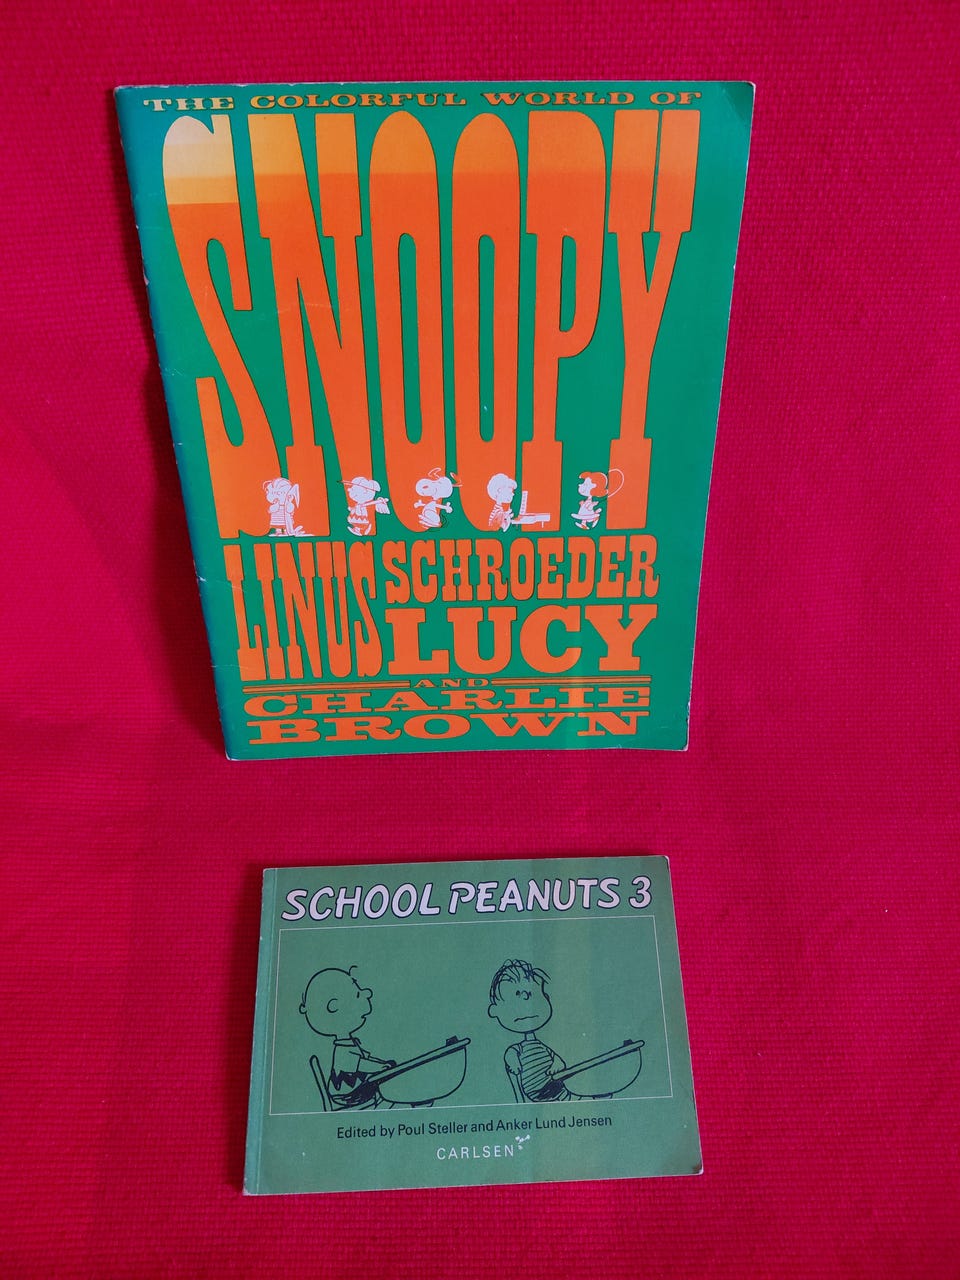 THE COLORFUL WORLD OF
SNOOPY
LINUS SCHROEDER
LUCY
AND
CHARLIE
BROWN
SCHOOL PEANUTS 3
Edited by Poul Steller and Anker Lund Jensen
CARLSEN